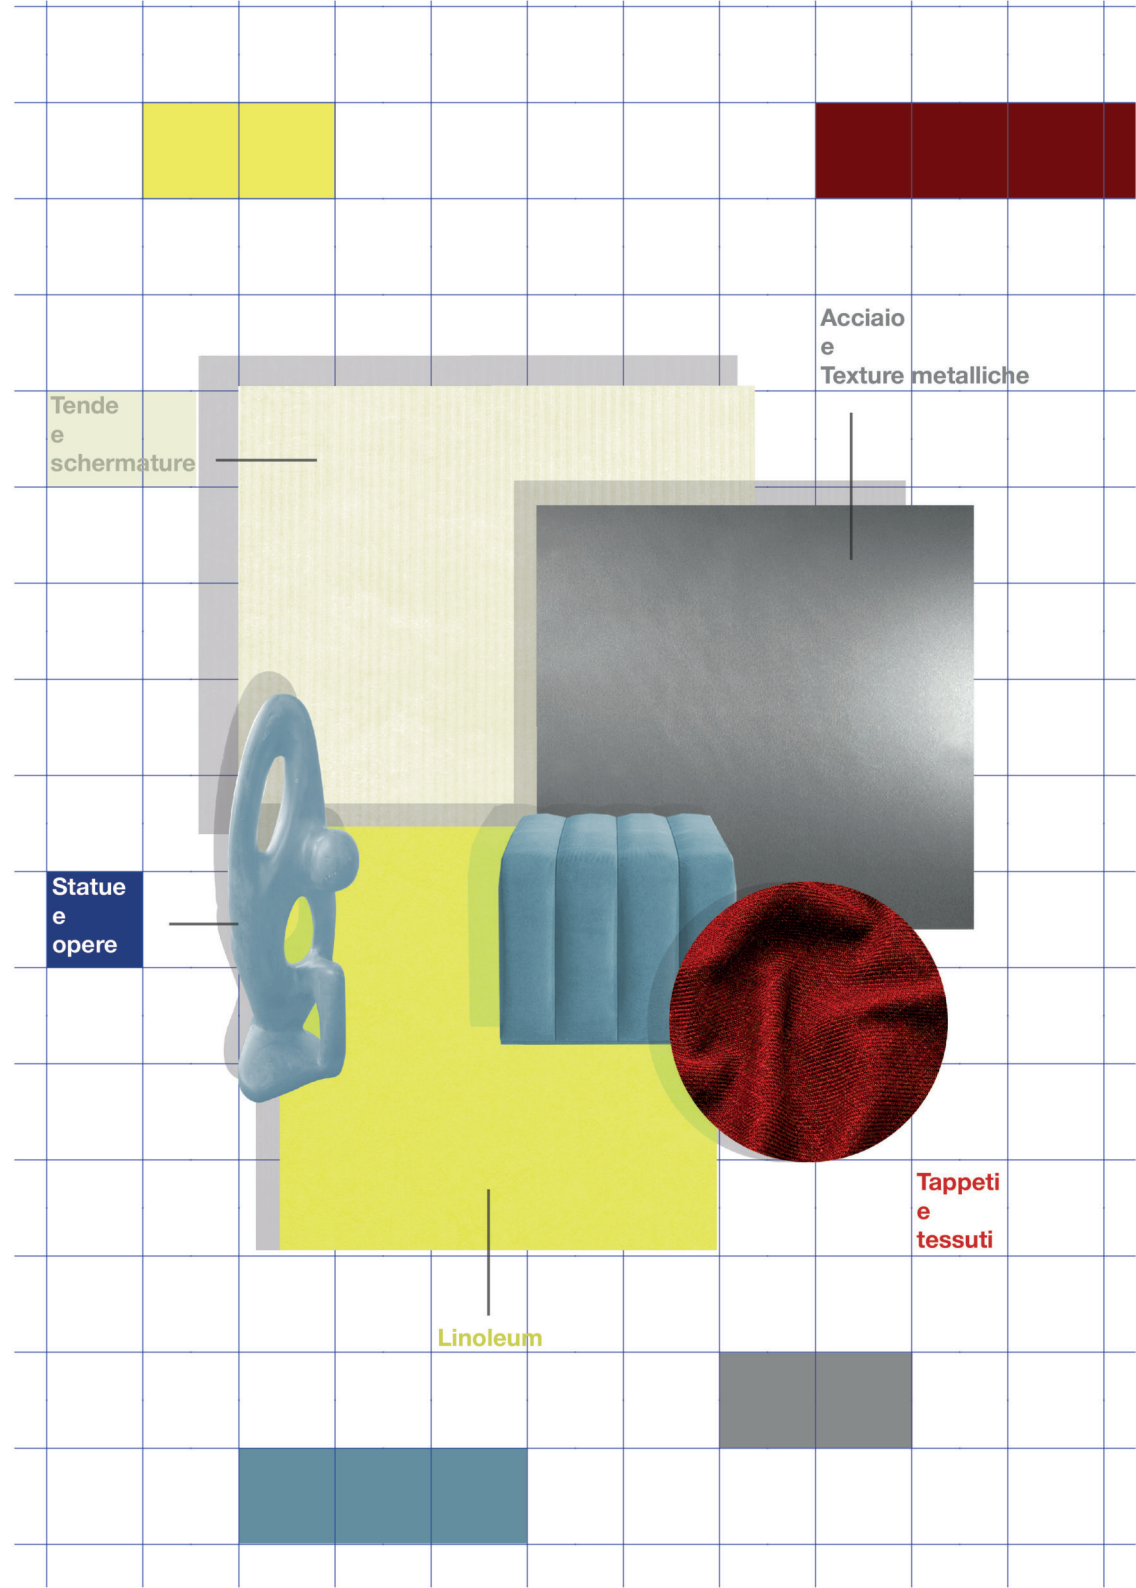 Acciaio
e
Texture metalliche
Tende
e
schermature
Statue
e
opere
Tappeti
e
tessuti
Linoleum